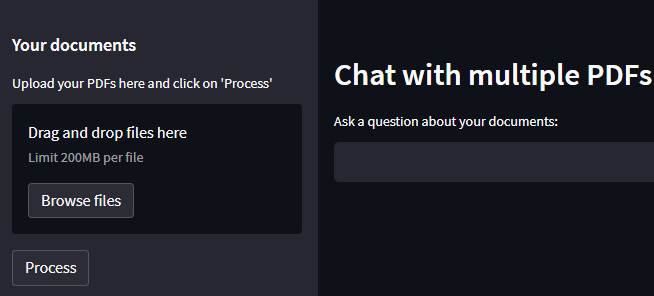 Your documents
Upload your PDFs here and click on 'Process'
Drag and drop files here
Limit 200MB per file
Browse files
Process
Chat with multiple PDFs
Ask a question about your documents: